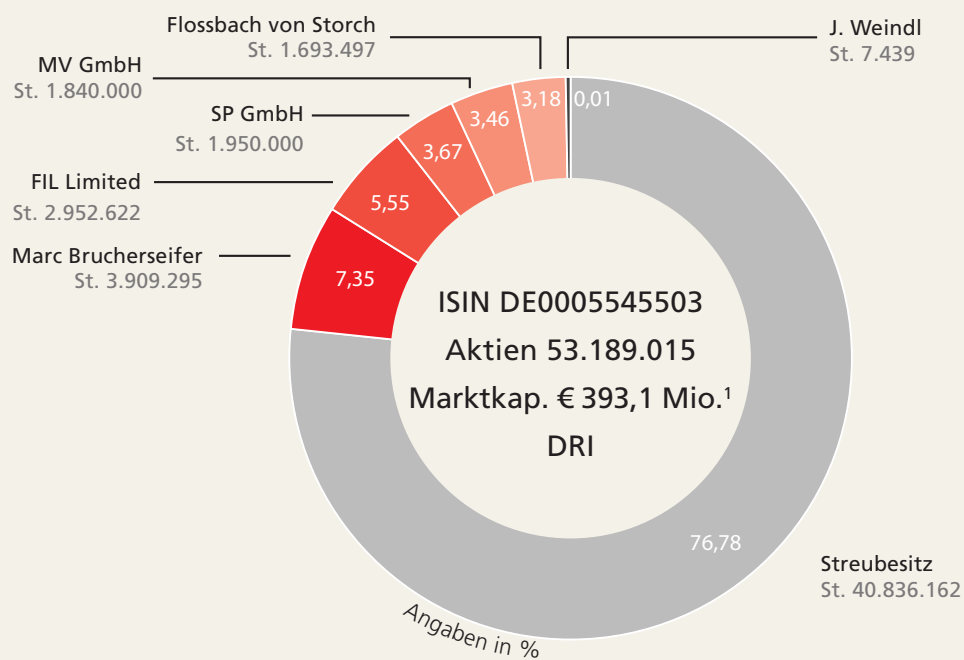 Flossbach von Storch
St. 1.693.497
J. Weindl
St. 7.439
MV GmbH
St. 1.840.000
SP GmbH
St. 1.950.000
FIL Limited
St. 2.952.622
Marc Brucherseifer
St. 3.909.295
3,18
0,01
3,46
3,67
5,55
7,35
ISIN DE0005545503
Aktien 53.189.015
Marktkap. € 393,1 Mio.¹
DRI
76,78
Streubesitz
St. 40.836.162
Angaben in %